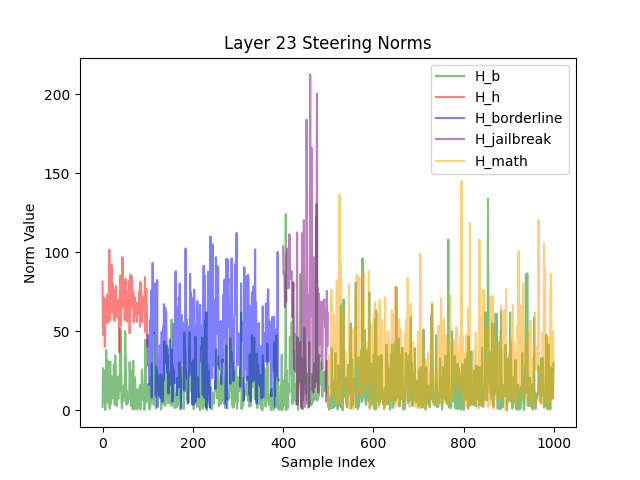 Layer 23 Steering Norms
H_b
H_h
H_borderline
H_jailbreak
H_math
Norm Value
200
150
100
50
0
0
200
400
600
800
1000
Sample Index